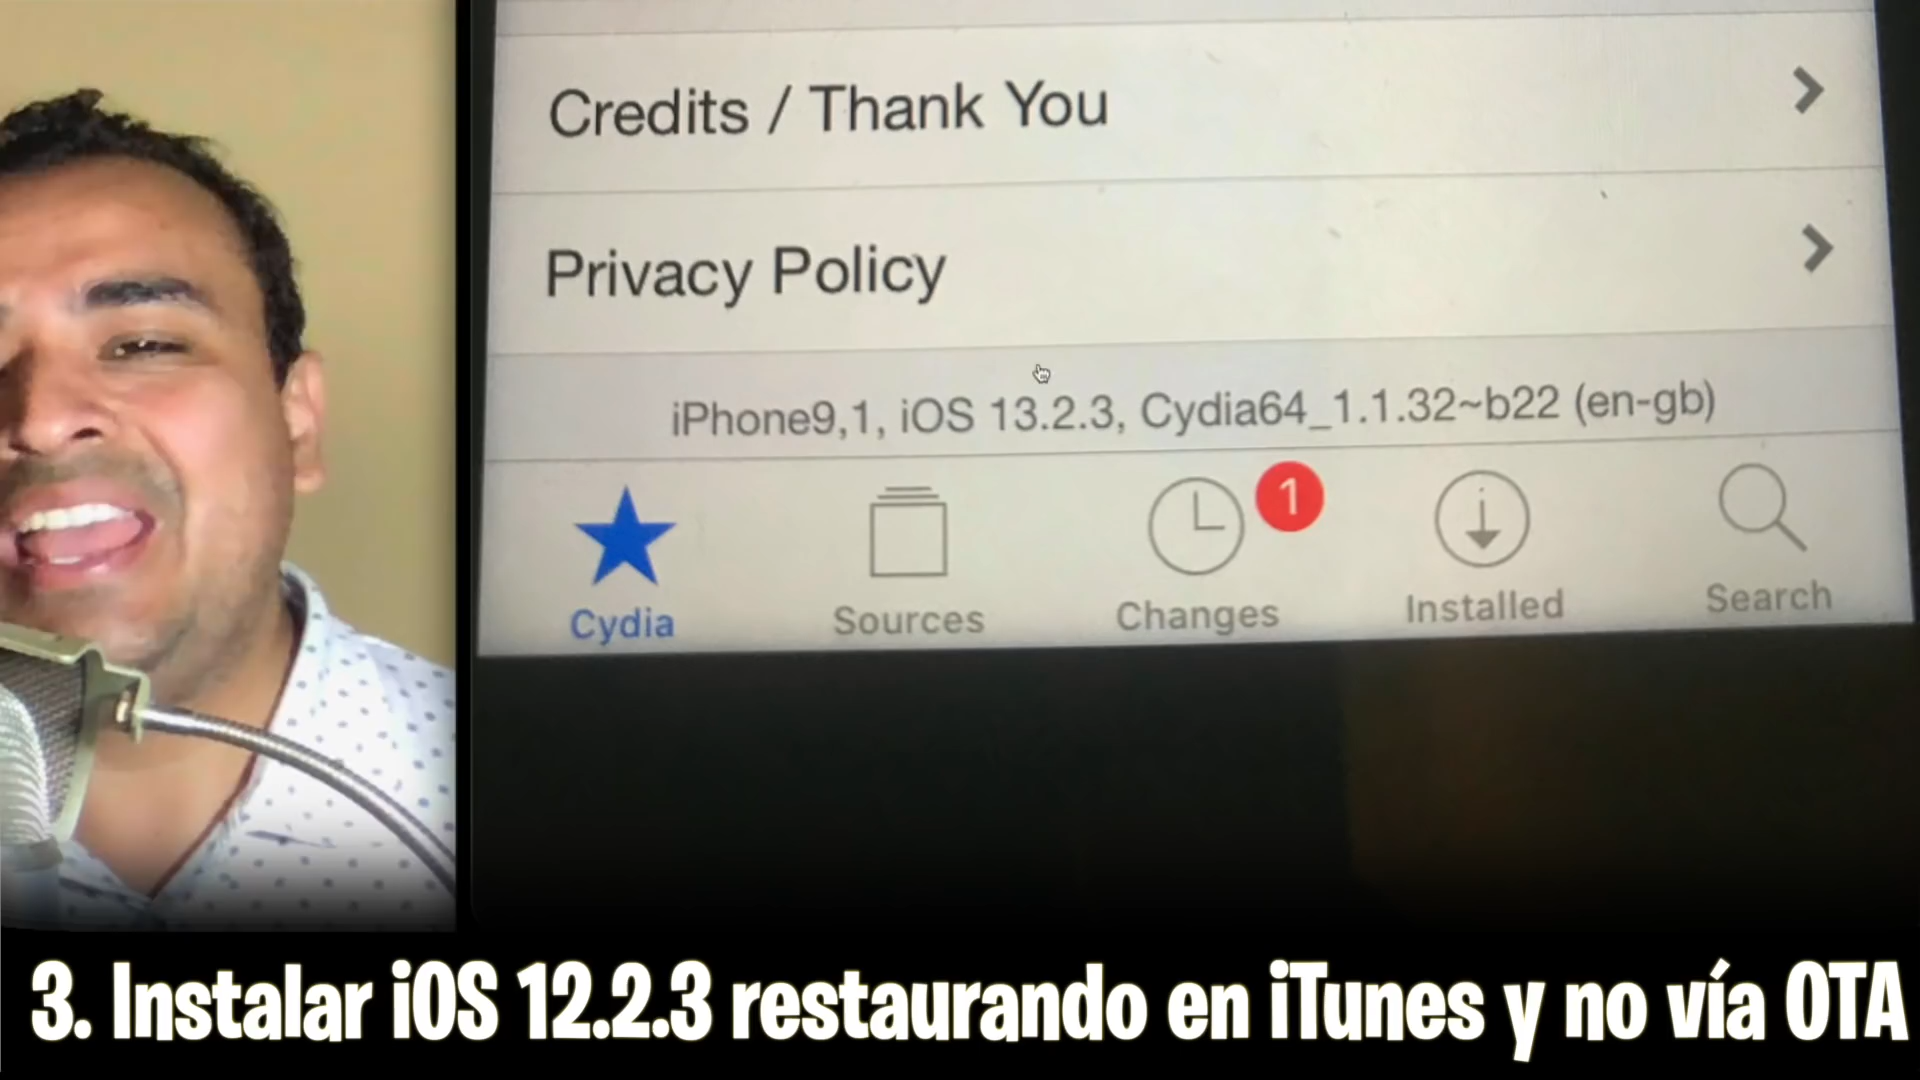 Credits / Thank You
Privacy Policy
iPhone9,1, iOS 13.2.3, Cydia64_1.1.32~b22 (en-gb)
1
Cydia
Sources
Changes
Installed
Search
3. Instalar iOS 12.2.3 restaurando en iTunes y no vía OTA